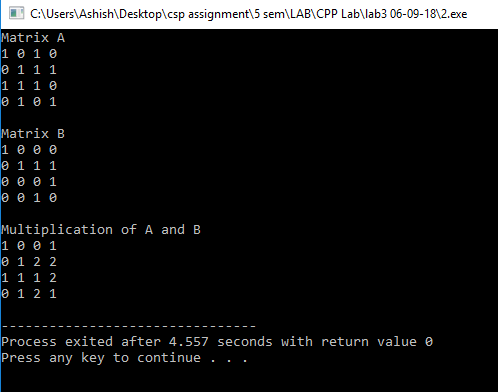 C:\Users\Ashish\Desktop\csp assignment\5 sem\LAB\CPP Lab\lab3 06-09-18\2.exe
Matrix A
1 0 1 0
0 1 1 1
1 1 1 0
0 1 0 1
Matrix B
1 0 0 0
0 1 1 1
0 0 0 1
0 0 1 0
Multiplication of A and B
1 0 0 1
0 1 2 2
1 1 1 2
0 1 2 1
--------------------------------
Process exited after 4.557 seconds with return value 0
Press any key to continue . . .